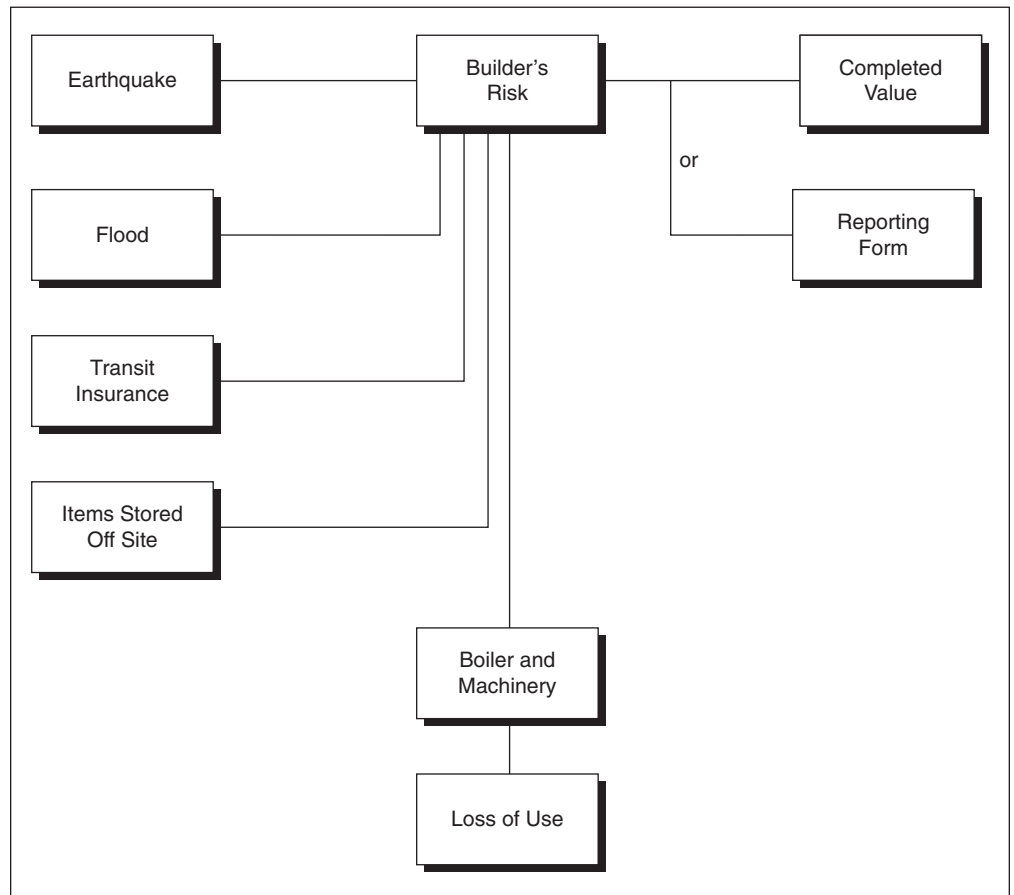 Earthquake
Builder's
Risk
Completed
Value
or
Flood
Reporting
Form
Transit
Insurance
Items Stored
Off Site
Boiler and
Machinery
Loss of Use